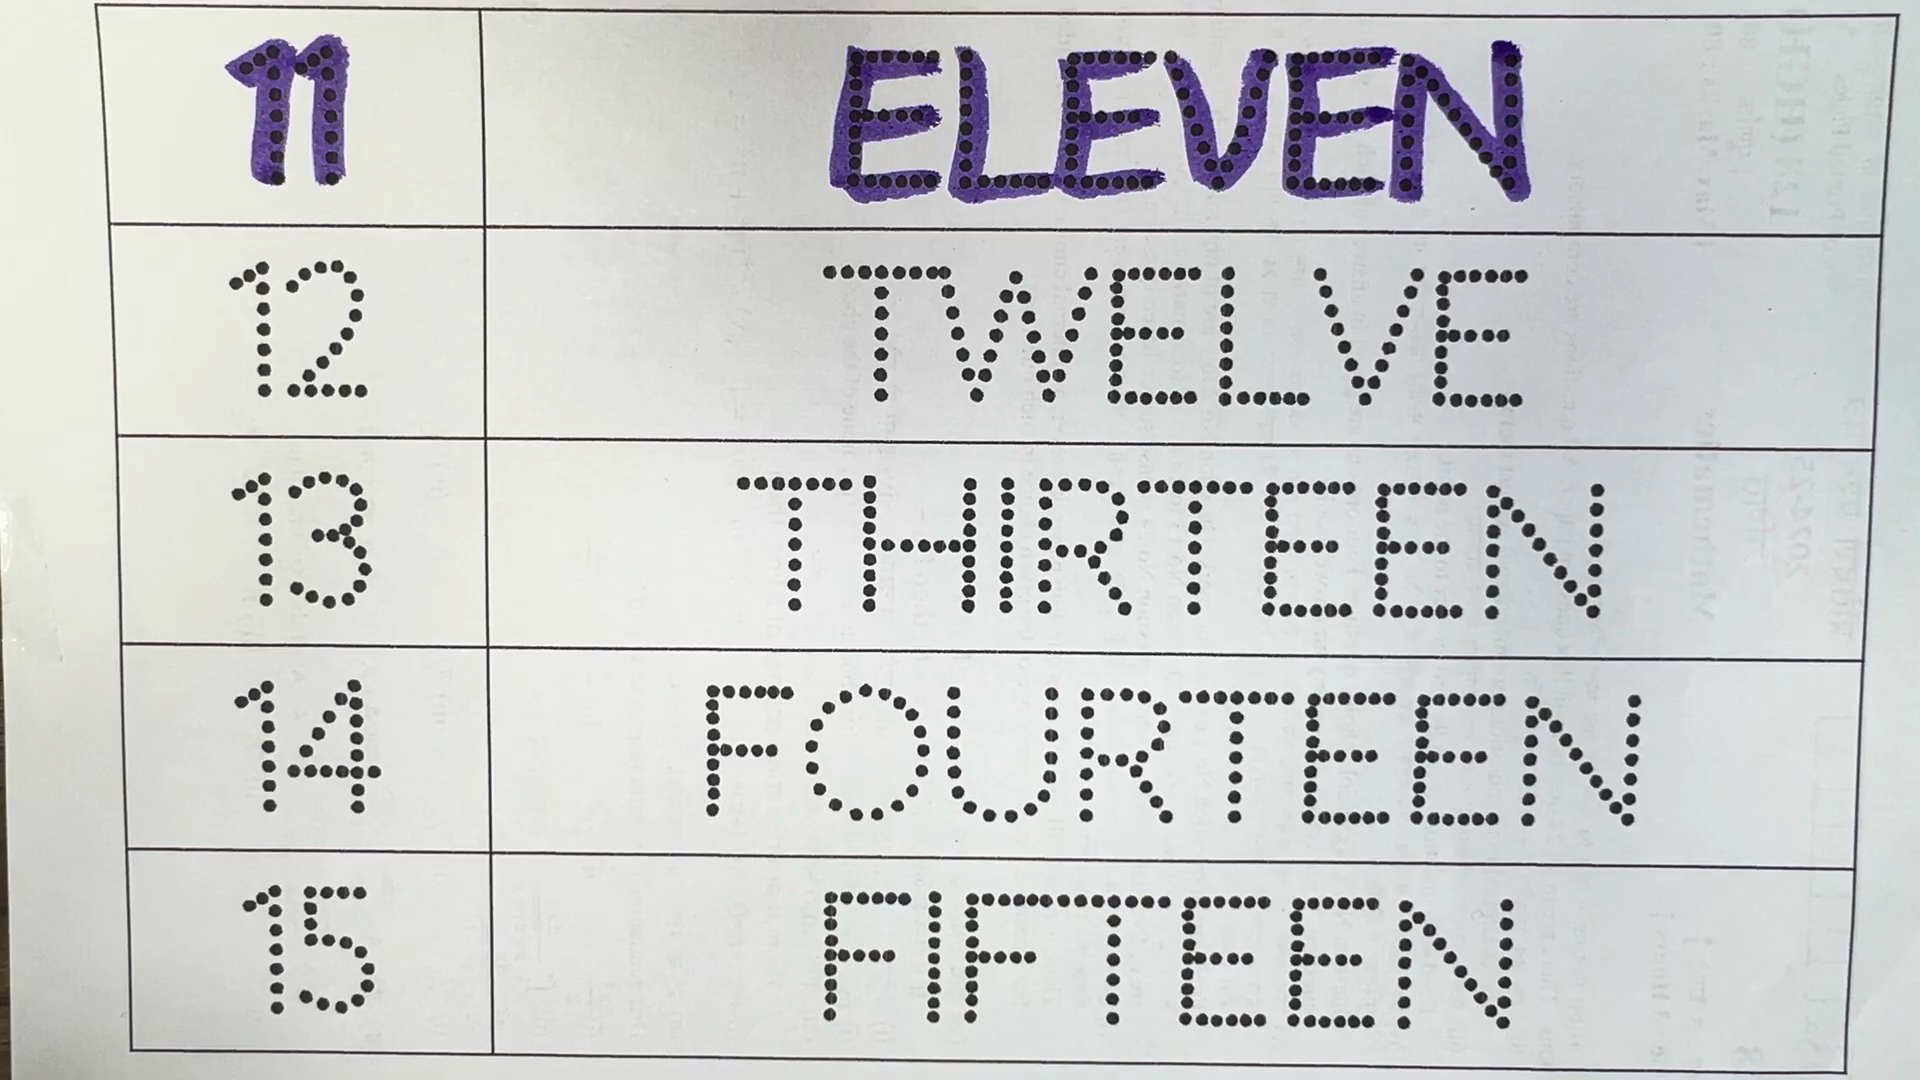 11 ELEVEN
12 TWELVE
13 THIRTEEN
14 FOURTEEN
15 FIFTEEN